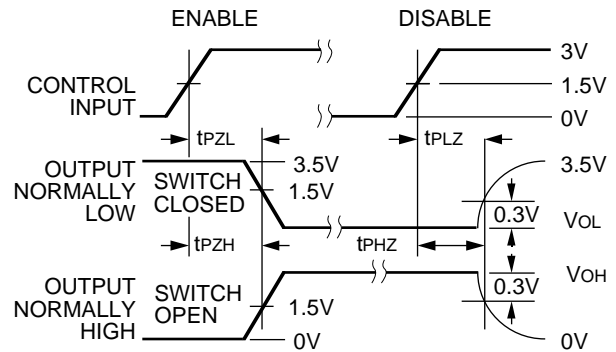 ENABLE
DISABLE
CONTROL
INPUT
3V
1.5V
0V
tPZL
tPLZ
OUTPUT
NORMALLY
LOW
SWITCH
CLOSED
3.5V
1.5V
3.5V
0.3V
VOL
tPZH
tPHZ
OUTPUT
NORMALLY
HIGH
SWITCH
OPEN
1.5V
0V
VOH
0.3V
0V